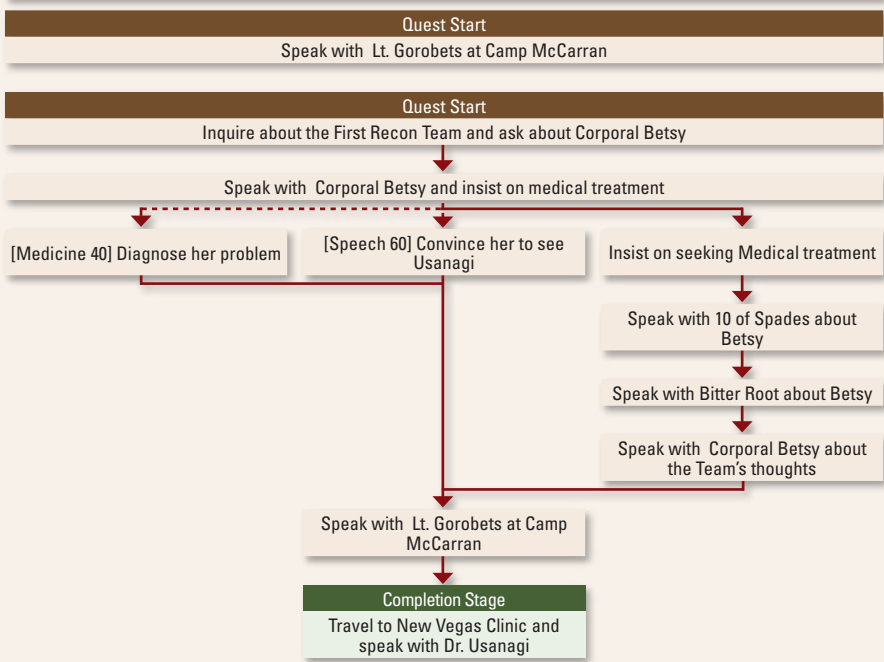 Quest Start
Speak with Lt. Gorobets at Camp McCarran
Quest Start
Inquire about the First Recon Team and ask about Corporal Betsy
Speak with Corporal Betsy and insist on medical treatment
[Medicine 40] Diagnose her problem
[Speech 60] Convince her to see
Usanagi
Insist on seeking Medical treatment
Speak with 10 of Spades about
Betsy
Speak with Bitter Root about Betsy
Speak with Corporal Betsy about
the Team's thoughts
Speak with Lt. Gorobets at Camp
McCarran
Completion Stage
Travel to New Vegas Clinic and
speak with Dr. Usanagi